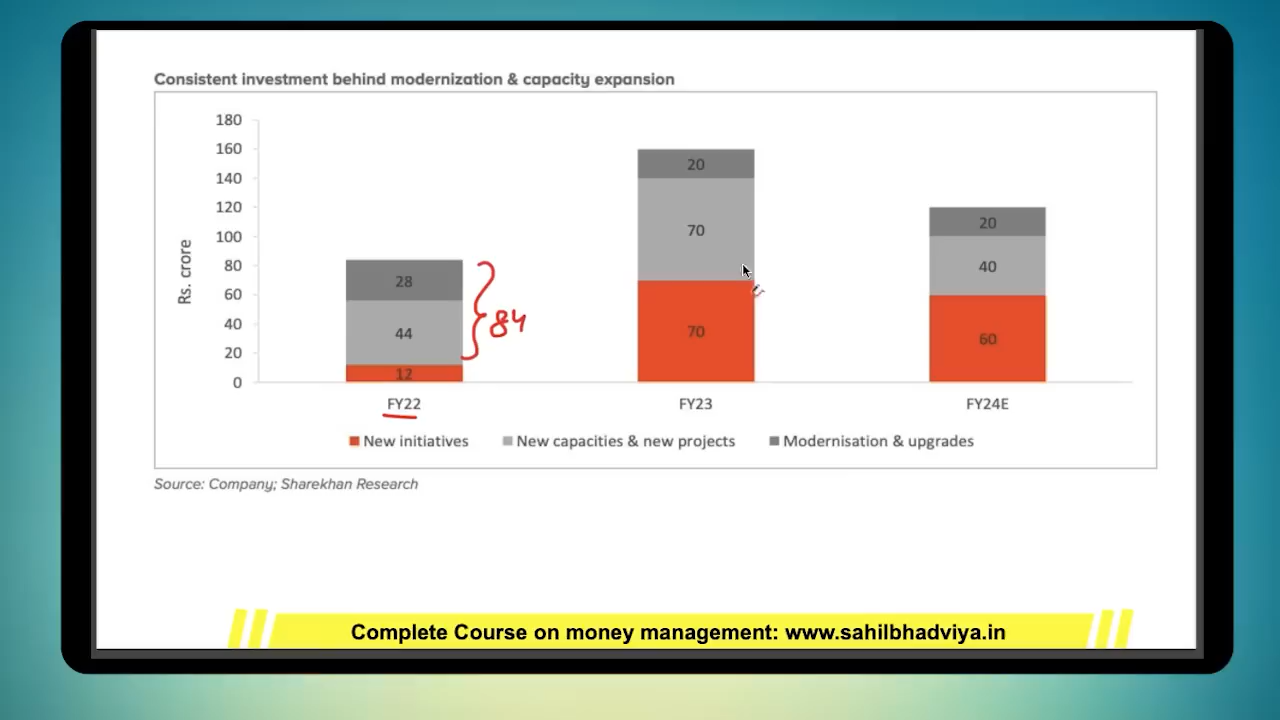 Consistent investment behind modernization & capacity expansion
180
160
140
120
100
80
60
40
20
0
Rs. crore
28
44
12
84
20
70
70
20
40
60
FY22
FY23
FY24E
New initiatives
New capacities & new projects
Modernisation & upgrades
Source: Company; Sharekhan Research
Complete Course on money management: www.sahilbhadviya.in